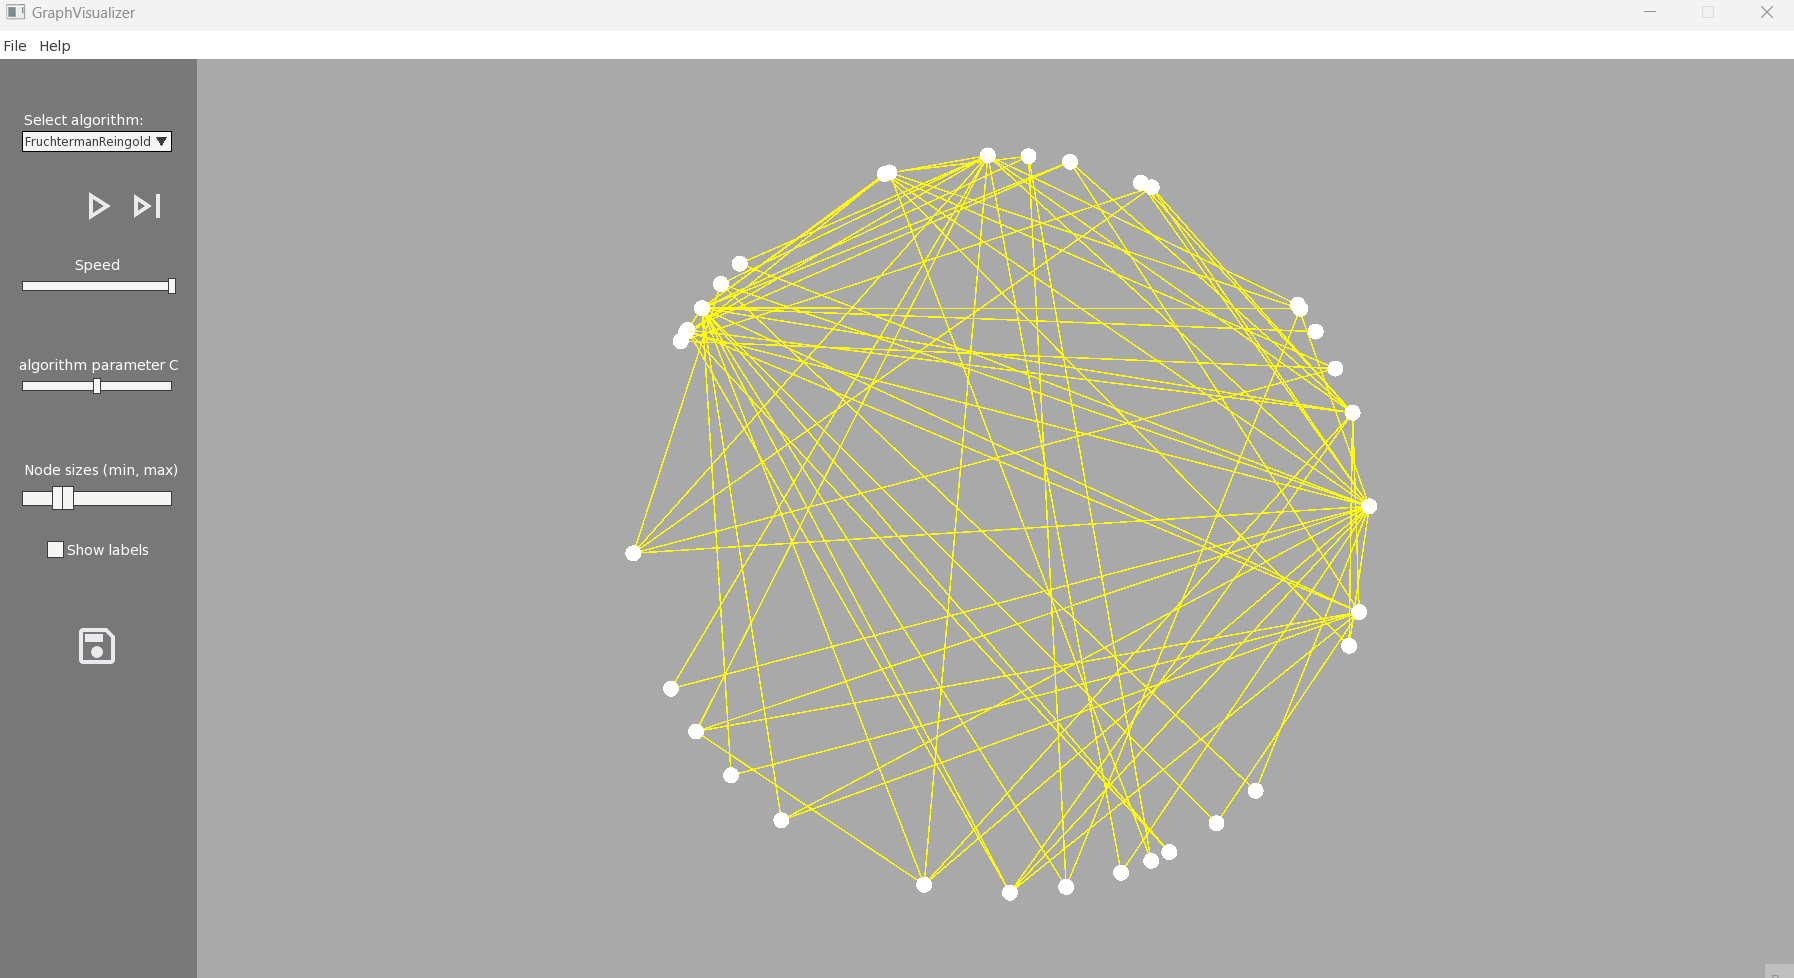 GraphVisualizer
File Help
Select algorithm:
FruchtermanReingold
Speed
algorithm parameter C
Node sizes (min, max)
Show labels